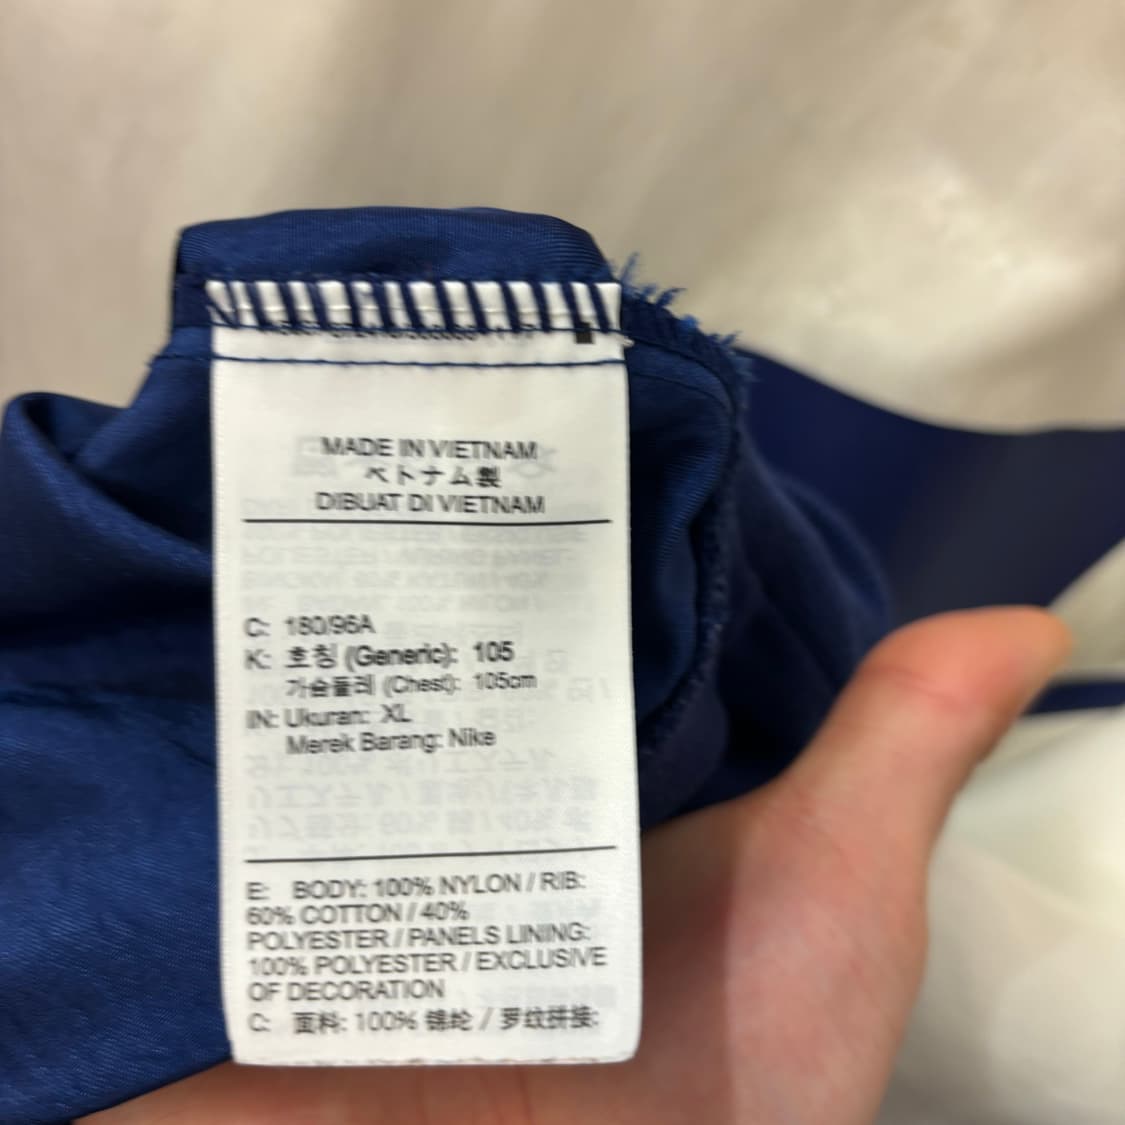 MADE IN VIETNAM
ベトナム製
DIBUAT DI VIETNAM
C: 180/96A
K: 호칭 (Generic): 105
가슴둘레 (Chest): 105cm
IN: Ukuran: XL
Merek Barang: Nike
E: BODY: 100% NYLON / RIB:
60% COTTON / 40%
POLYESTER / PANELS LINING:
100% POLYESTER / EXCLUSIVE
OF DECORATION
C: 面料: 100% 锦纶 / 罗纹拼接: